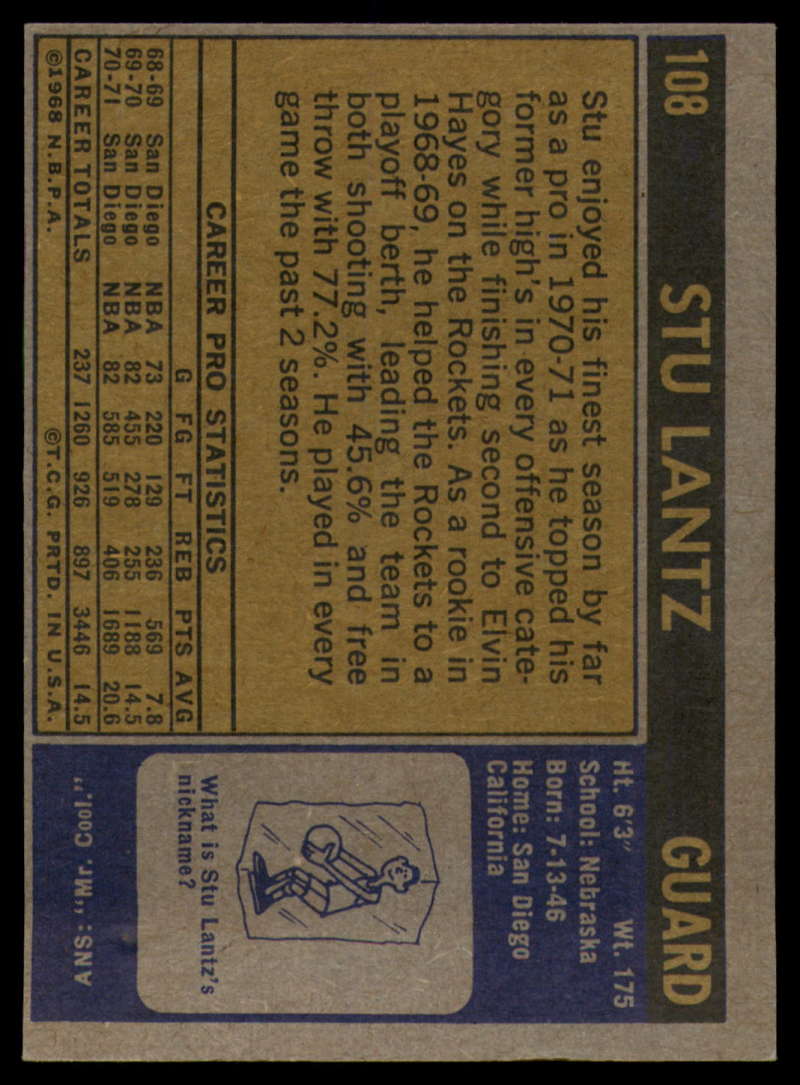 108 STU LANTZ GUARD
Stu enjoyed his finest season by far
as a pro in 1970-71 as he topped his
former high's in every offensive cate-
gory while finishing second to Elvin
Hayes on the Rockets. As a rookie in
1968-69, he helped the Rockets to a
playoff berth, leading the team in
both shooting with 45.6% and free
throw with 77.2%. He played in every
game the past 2 seasons.
CAREER PRO STATISTICS
G FG FT REB PTS AVG
68-69 San Diego NBA 73 220 129 236 569 7.8
69-70 San Diego NBA 82 455 278 255 1188 14.5
70-71 San Diego NBA 82 585 519 406 1689 20.6
CAREER TOTALS 237 1260 926 897 3446 14.5
©1968 N.B.P.A. ©T.C.G. PRTD. IN U.S.A.
Ht. 6'3" Wt. 175
School: Nebraska
Born: 7-13-46
Home: San Diego
California
What is Stu Lantz's
nickname?
ANS: "Mr. Cool."